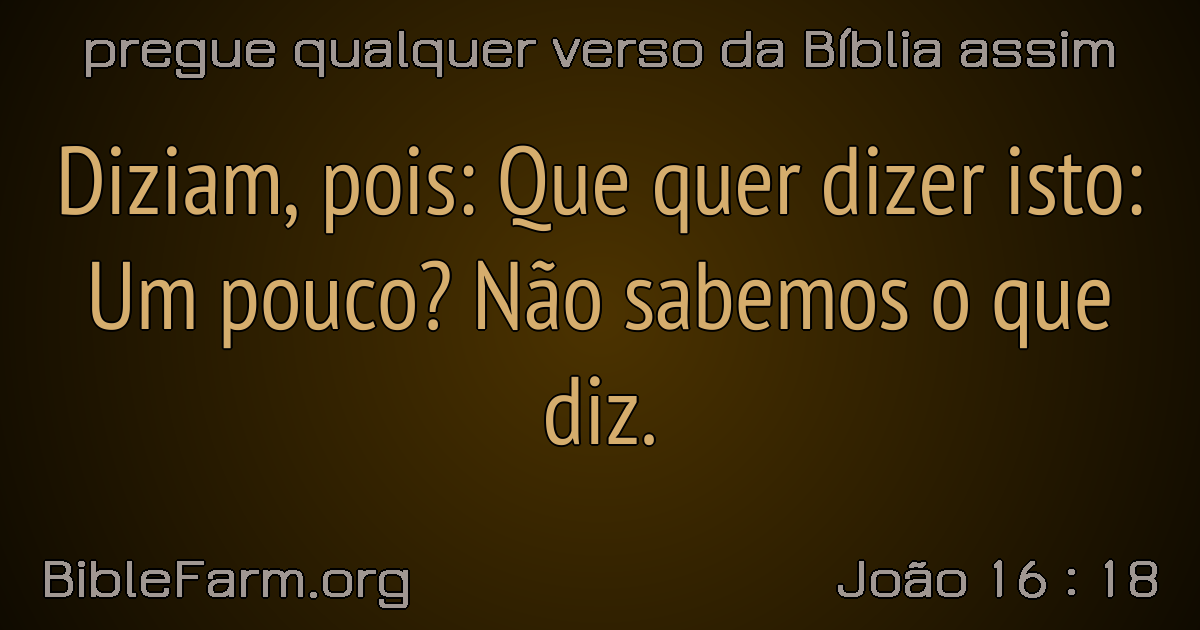 pregue qualquer verso da Bíblia assim
Diziam, pois: Que quer dizer isto:
Um pouco? Não sabemos o que
diz.
BibleFarm.org
João 16 : 18